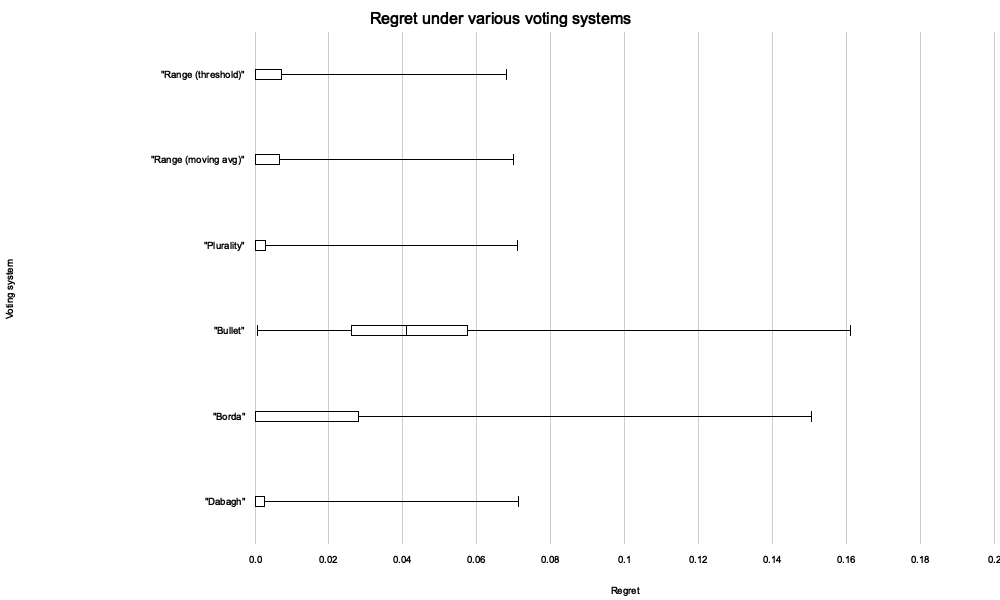 Regret under various voting systems
"Range (threshold)"
"Range (moving avg)"
"Plurality"
Voting system
"Bullet"
"Borda"
"Dabagh"
0.0 0.02 0.04 0.06 0.08 0.1 0.12 0.14 0.16 0.18 0.2
Regret